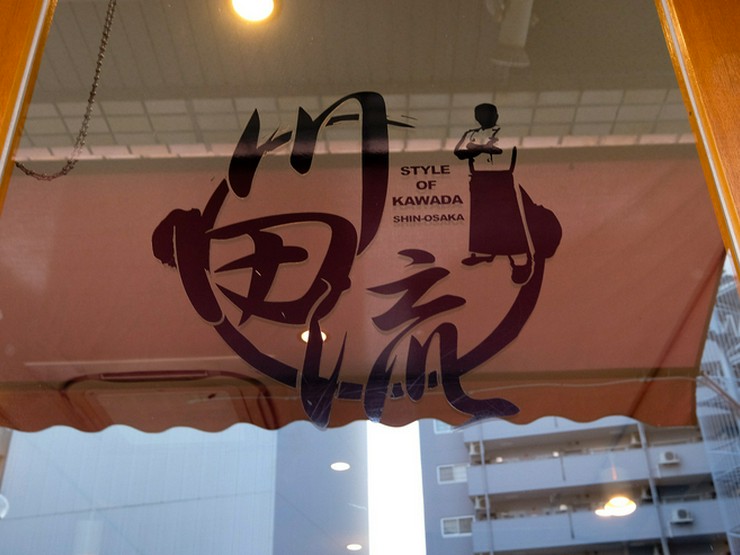 川田流
STYLE
OF
KAWADA
SHIN-OSAKA